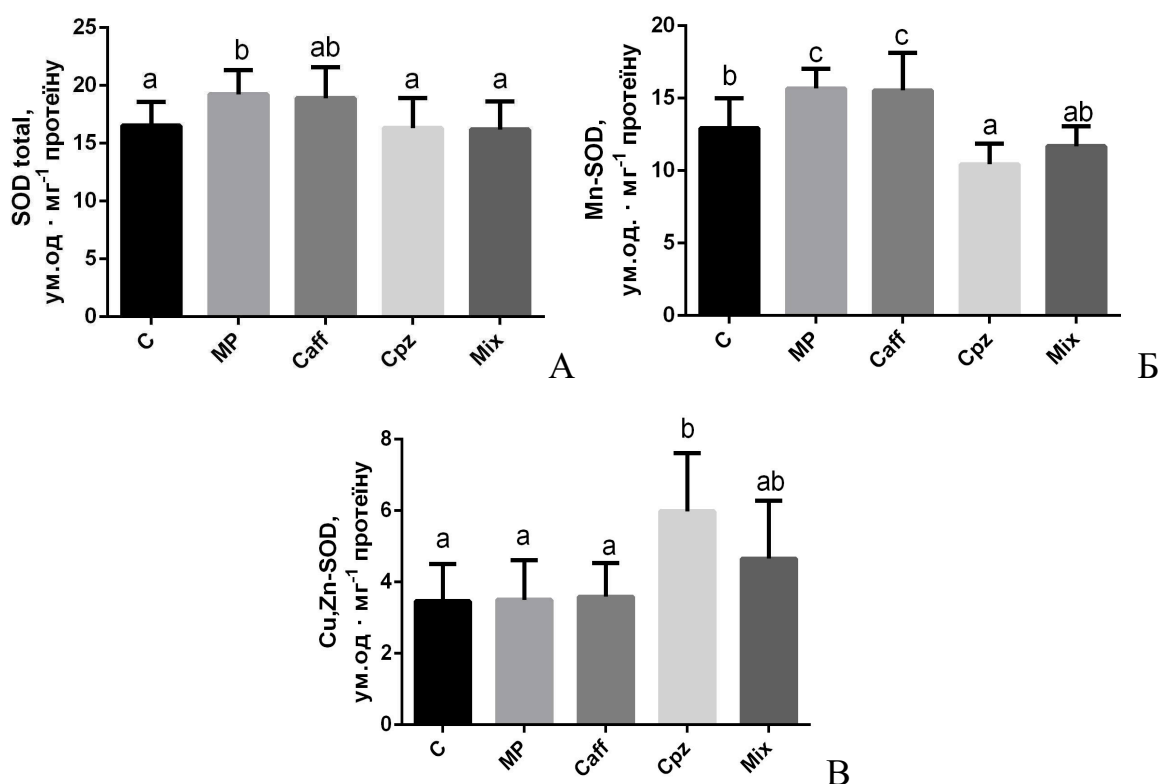 SOD total,
ум.од · мг⁻¹ протеїну
25
20
15
10
5
0
a
b
ab
a
a
C
MP
Caff
Cpz
Mix
А
Mn-SOD,
ум.од. · мг⁻¹ протеїну
20
15
10
5
0
b
c
c
a
ab
C
MP
Caff
Cpz
Mix
Б
Cu,Zn-SOD,
ум.од · мг⁻¹ протеїну
8
6
4
2
0
a
a
a
b
ab
C
MP
Caff
Cpz
Mix
В